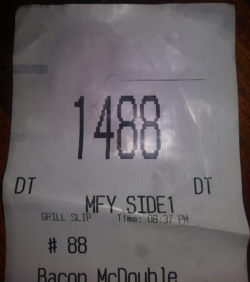 1488
DT DT
MFY SIDE1
GRILL SLIP Time: 08:37 PM
# 88
Bacon McDouble